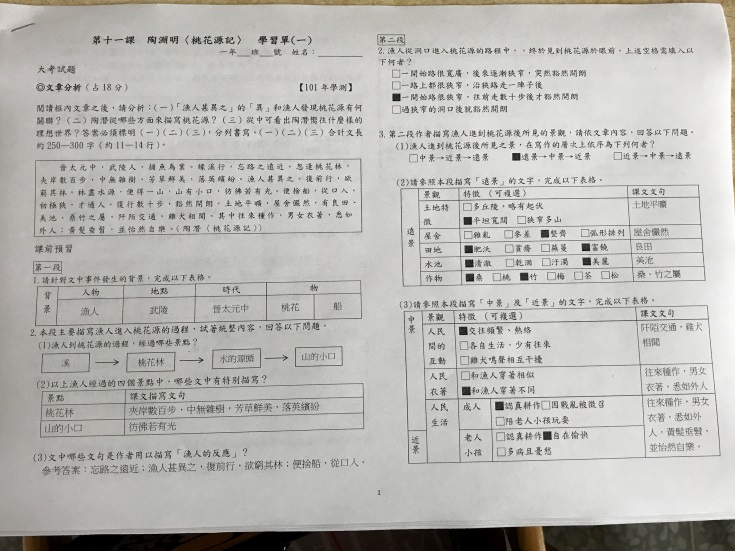 第十一課　陶淵明〈桃花源記〉　學習單(一)
一年＿班＿號　姓名：
大考試題
◎文章分析（占18分）　【101年學測】
閱讀框內文章之後，請分析：(一)「漁人甚異之」的「異」和漁人發現桃花源有何
關聯？(二)陶潛從哪些方面來描寫桃花源？(三)從中可看出陶潛嚮往什麼樣的
理想世界？答案必須標明(一)(二)(三)，分列書寫。(一)(二)(三)合計文長
約250—300字（約11—14行）。
晉太元中，武陵人，捕魚為業。緣溪行，忘路之遠近。忽逢桃花林，
夾岸數百步，中無雜樹，芳草鮮美，落英繽紛，漁人甚異之。復前行，欲
窮其林。林盡水源，便得一山，山有小口，彷彿若有光，便捨船，從口入。
初極狹，才通人。復行數十步，豁然開朗。土地平曠，屋舍儼然，有良田、
美池、桑竹之屬，阡陌交通，雞犬相聞。其中往來種作，男女衣著，悉如
外人；黃髮垂髫，並怡然自樂。（陶潛〈桃花源記〉）
課前預習
第一段
1.請針對文中事件發生的背景，完成以下表格。
背景　人物　地點　時代　物
漁人　武陵　晉太元中　桃花　船
2.本段主要描寫漁人進入桃花源的過程，試著統整內容，回答以下問題。
(1)漁人到桃花源的過程，經過哪些景點？
溪 → 桃花林 → 水的源頭 → 山的小口
(2)以上漁人經過的四個景點中，哪些文中有特別描寫？
景點　課文描寫文句
桃花林　夾岸數百步，中無雜樹，芳草鮮美，落英繽紛
山的小口　彷彿若有光
(3)文中哪些文句是作者用以描寫「漁人的反應」？
參考答案：忘路之遠近；漁人甚異之，復前行，欲窮其林；便捨船，從口入。
第二段
2.漁人從洞口進入桃花源的路程中，，終於見到桃花源於眼前。上述空格需填入以
下何者？
□一開始路很寬廣，後來逐漸狹窄，突然豁然開朗
□一路上都很狹窄，沿狹路走一陣子後
■一開始路很狹窄，往前走數十步後才豁然開朗
□過狹窄的洞口後就豁然開朗
3.第二段作者描寫漁人進到桃花源後所見的景觀，請依文章內容，回答以下問題。
(1)漁人進到桃花源後所見之景，在寫作的層次上依序為下列何者？
□中景→近景→遠景　■遠景→中景→近景　□近景→中景→遠景
(2)請參照本段描寫「遠景」的文字，完成以下表格。
遠景　景觀　特徵（可複選）　課文文句
土地特徵　□多丘陵，略有起伏　土地平曠
■平坦寬闊　□狹窄多山
屋舍　□雜亂　□參差　■整齊　□弧形排列　屋舍儼然
田地　■肥沃　□貧瘠　□荒蕪　■富饒　良田
水池　■清澈　□乾涸　□汙濁　■美麗　美池
作物　■桑　□桃　■竹　□梅　□茶　□松　桑、竹之屬
(3)請參照本段描寫「中景」及「近景」的文字，完成以下表格。
中景　景觀　特徵（可複選）　課文文句
人民間的互動　■交往頻繁、熱絡　阡陌交通，雞犬
□各自生活，少有往來　相聞
□雞犬鳴聲相互干擾
人民衣著　□和漁人穿著相似　往來種作，男女
■和漁人穿著不同　衣著，悉如外人
人民生活　成人　■認真耕作□因戰亂被徵召　往來種作，男女
□陪老人小孩玩耍　衣著，悉如外
近景　老人小孩　□認真耕作■自在愉快　人，黃髮垂髫，
□多病且憂愁　並怡然自樂。
1